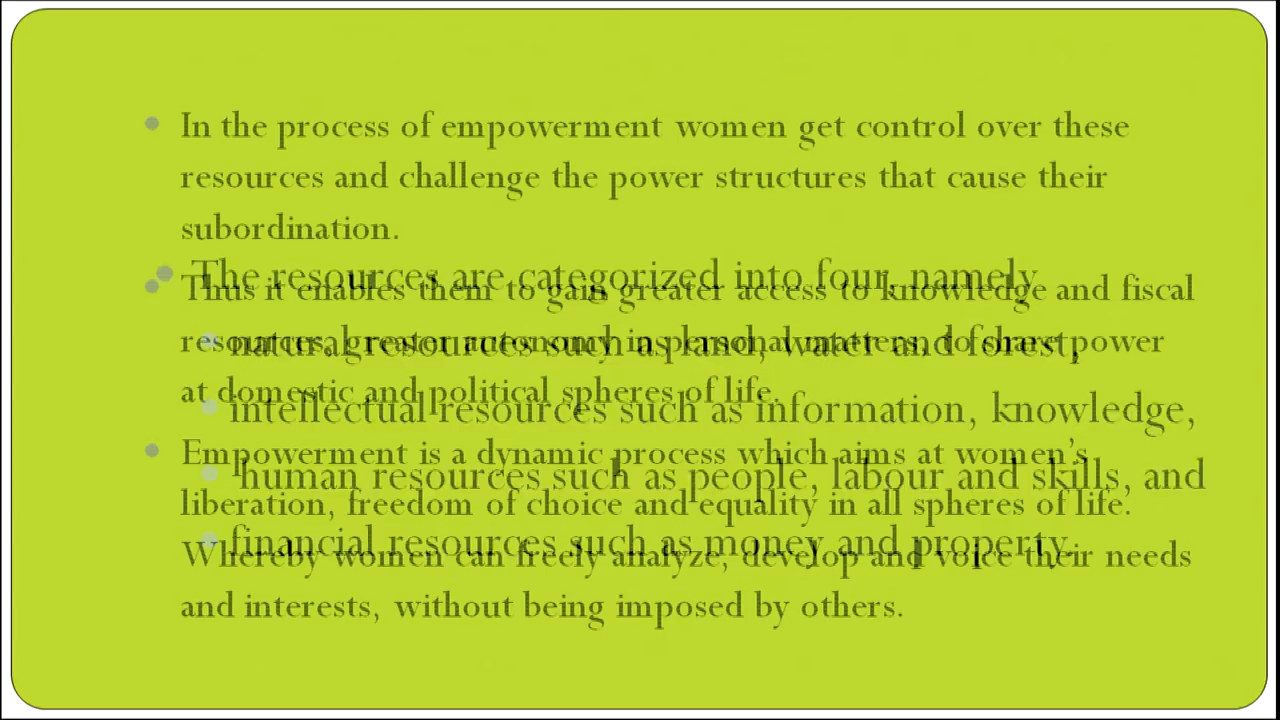 • In the process of empowerment women get control over these
resources and challenge the power structures that cause their
subordination.
• Thus it enables them to gain greater access to knowledge and fiscal
resources, greater autonomy in personal matters, to share power
at domestic and political spheres of life.
• Empowerment is a dynamic process which aims at women's
liberation, freedom of choice and equality in all spheres of life.
Whereby women can freely analyze, develop and voice their needs
and interests, without being imposed by others.
• The resources are categorized into four, namely
• natural resources such as land, water and forest,
• intellectual resources such as information, knowledge,
• human resources such as people, labour and skills, and
• financial resources such as money and property.